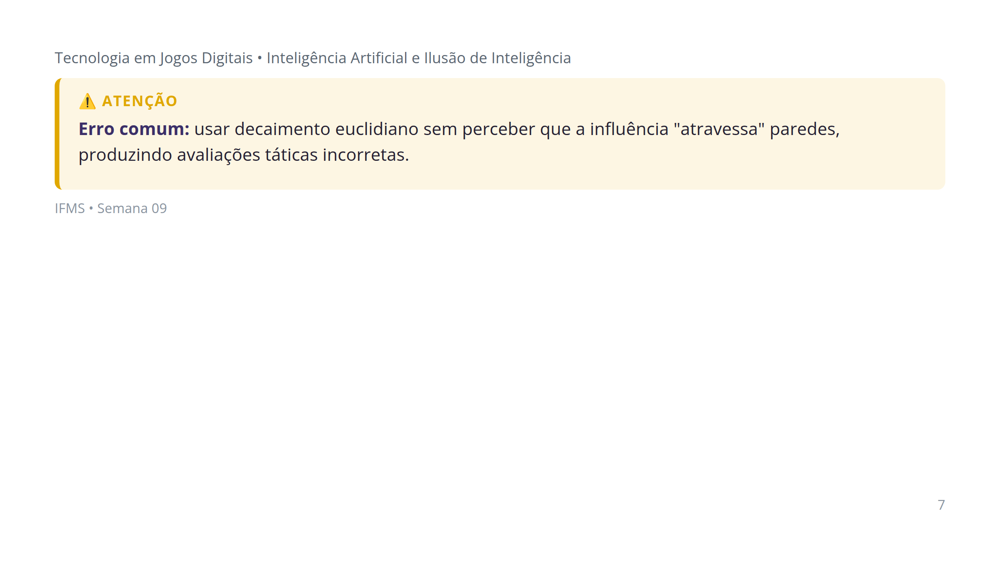 Tecnologia em Jogos Digitais • Inteligência Artificial e Ilusão de Inteligência
⚠️ ATENÇÃO
Erro comum: usar decaimento euclidiano sem perceber que a influência "atravessa" paredes,
produzindo avaliações táticas incorretas.
IFMS • Semana 09
7